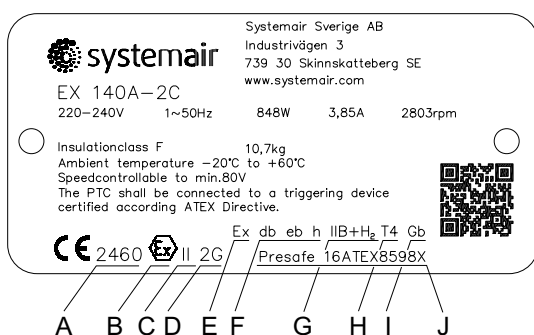 Systemair Sverige AB
Industrivägen 3
739 30 Skinnskatteberg SE
www.systemair.com
systemair
EX 140A-2C
220-240V 1~50Hz 848W 3,85A 2803rpm
Insulationclass F 10,7kg
Ambient temperature -20°C to +60°C
Speedcontrollable to min.80V
The PTC shall be connected to a triggering device
certified according ATEX Directive.
Ex db eb h IIB+H₂ T4 Gb
CE 2460 Ex II 2G Presafe 16ATEX8598X
A B C D E F G H I J